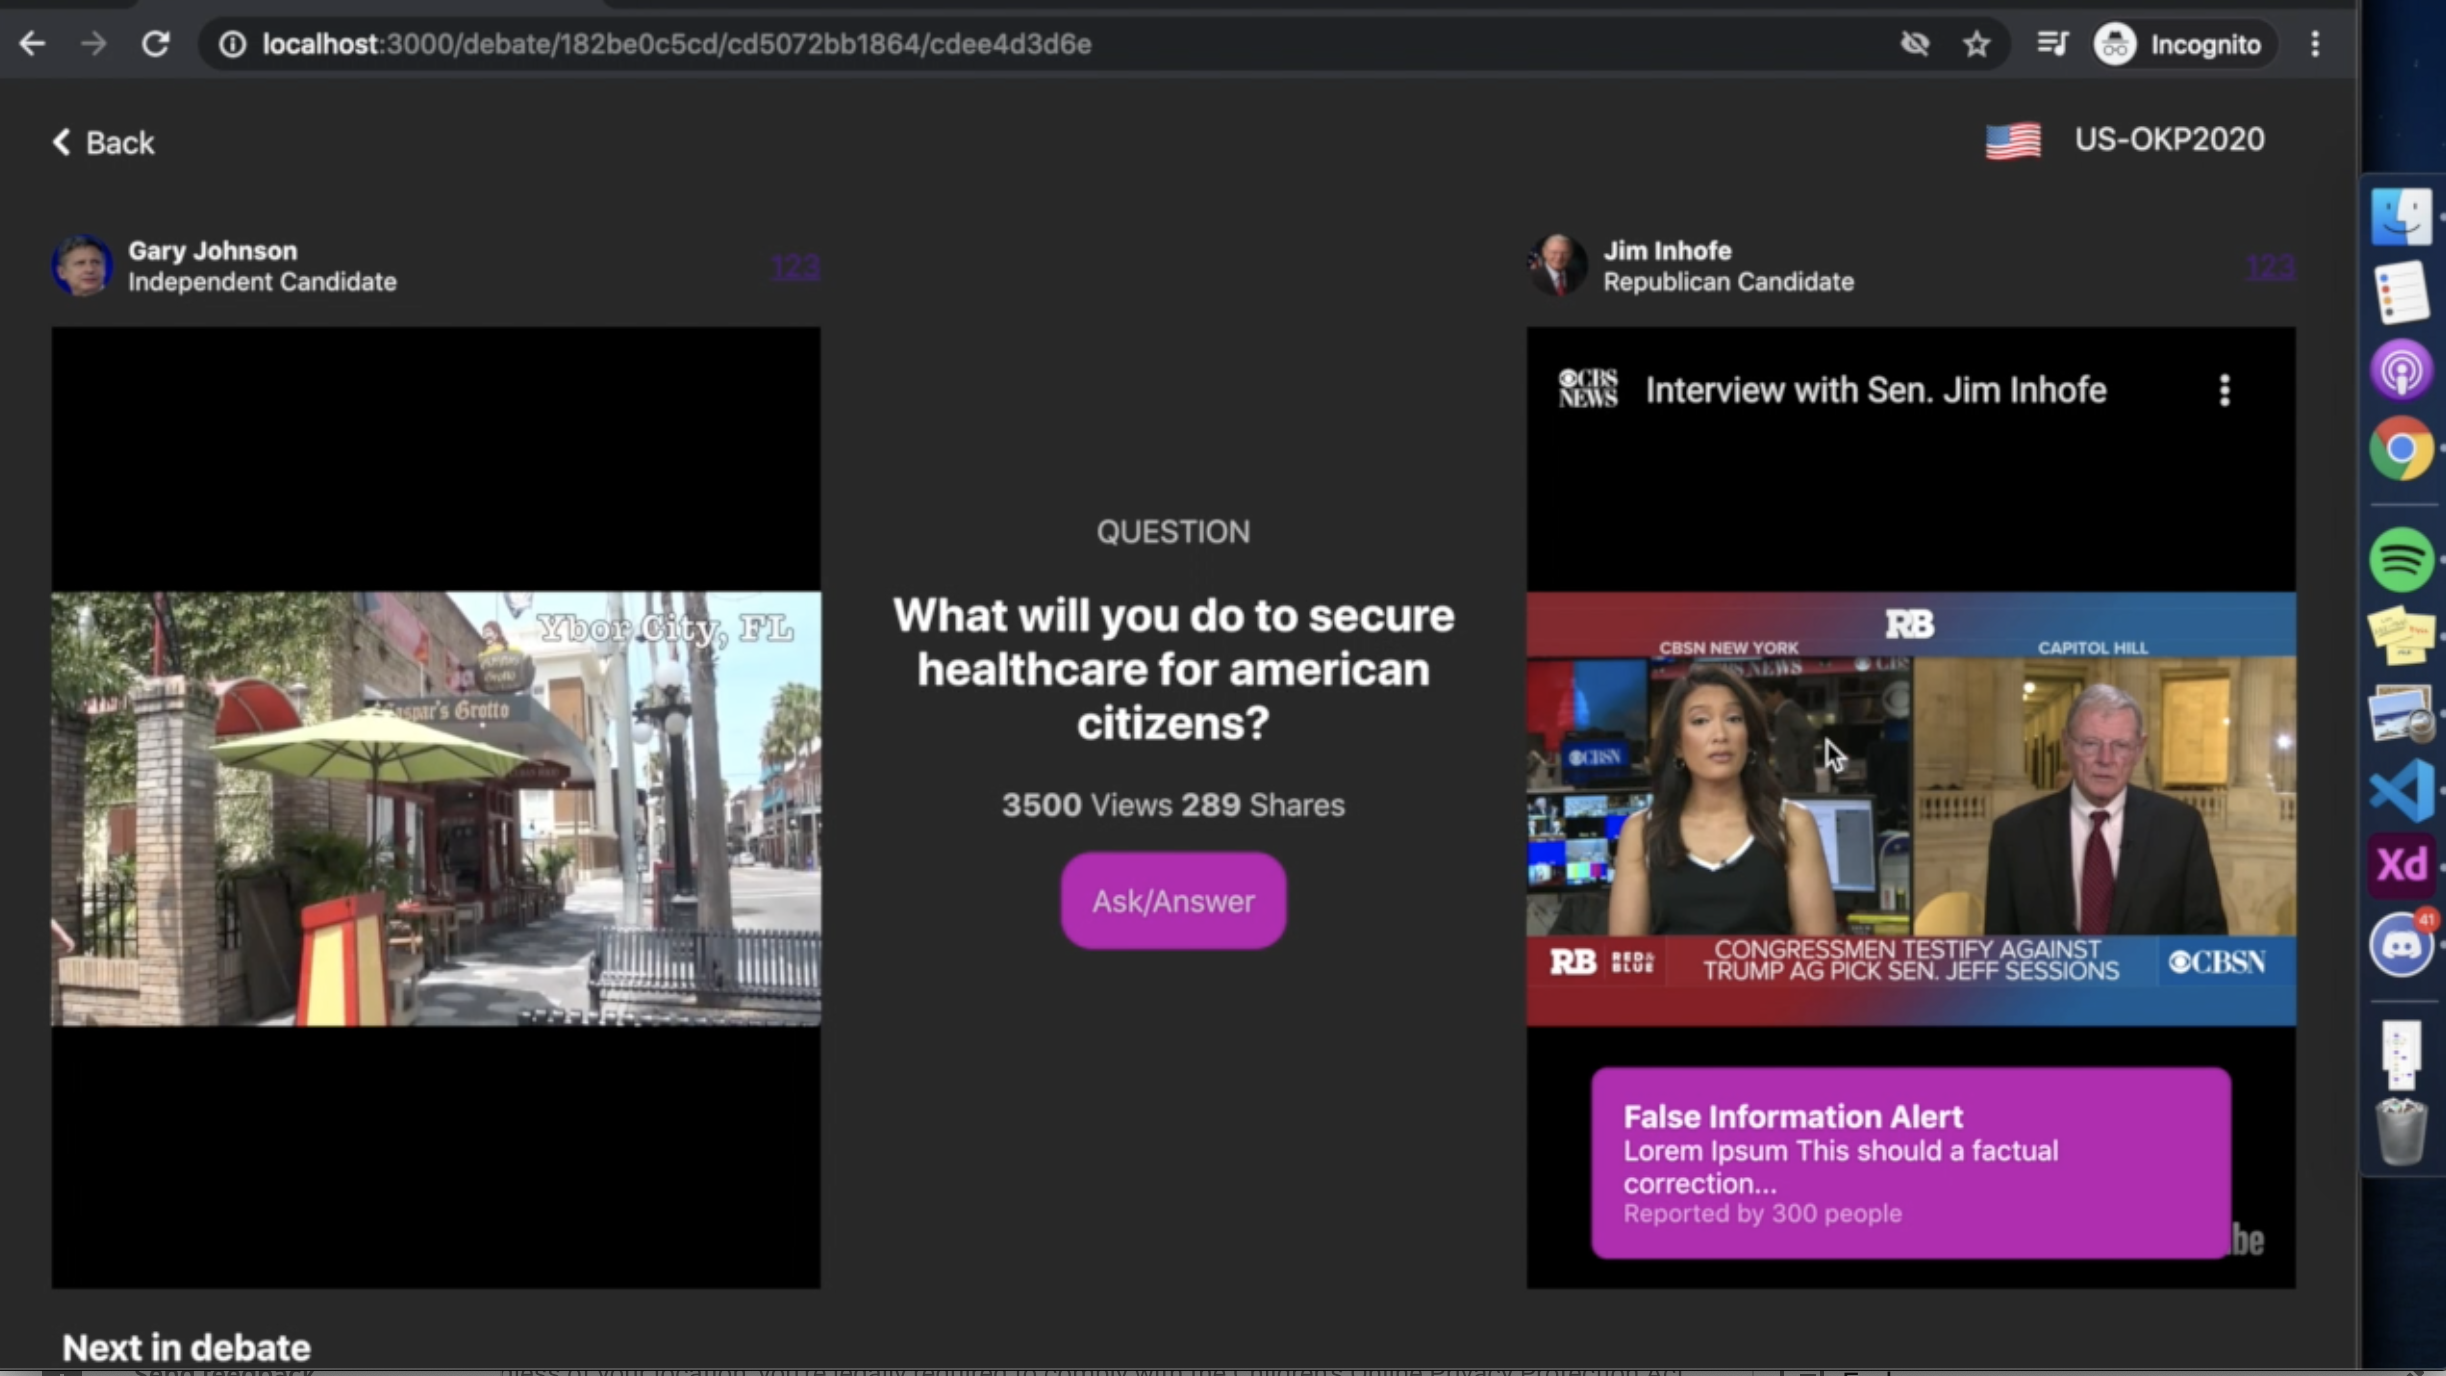 localhost:3000/debate/182be0c5cd/cd5072bb1864/cdee4d3d6e
Incognito
Back
US-OKP2020
Gary Johnson
Independent Candidate
123
Jim Inhofe
Republican Candidate
123
CBS NEWS
Interview with Sen. Jim Inhofe
QUESTION
What will you do to secure
healthcare for american
citizens?
3500 Views 289 Shares
Ask/Answer
Ybor City, FL
Gaspar's Grotto
RB
CBSN NEW YORK
CAPITOL HILL
CBSN
RB RED & BLUE
CONGRESSMEN TESTIFY AGAINST
TRUMP AG PICK SEN. JEFF SESSIONS
CBSN
False Information Alert
Lorem Ipsum This should a factual
correction...
Reported by 300 people
be
Next in debate
Xd
41